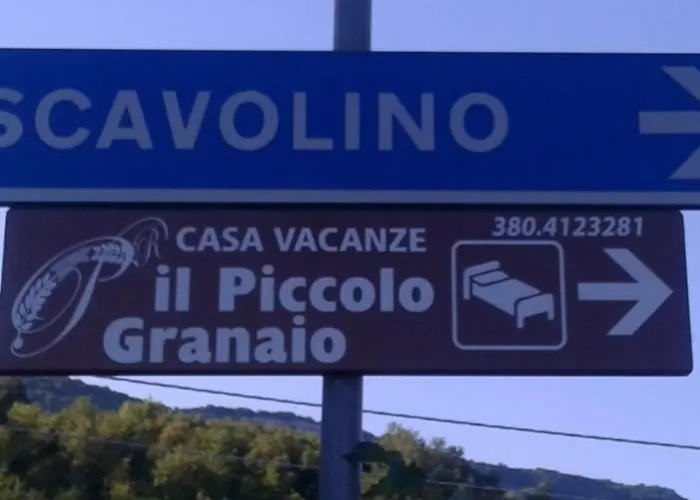 SCAVOLINO
CASA VACANZE
380.4123281
il Piccolo
Granaio